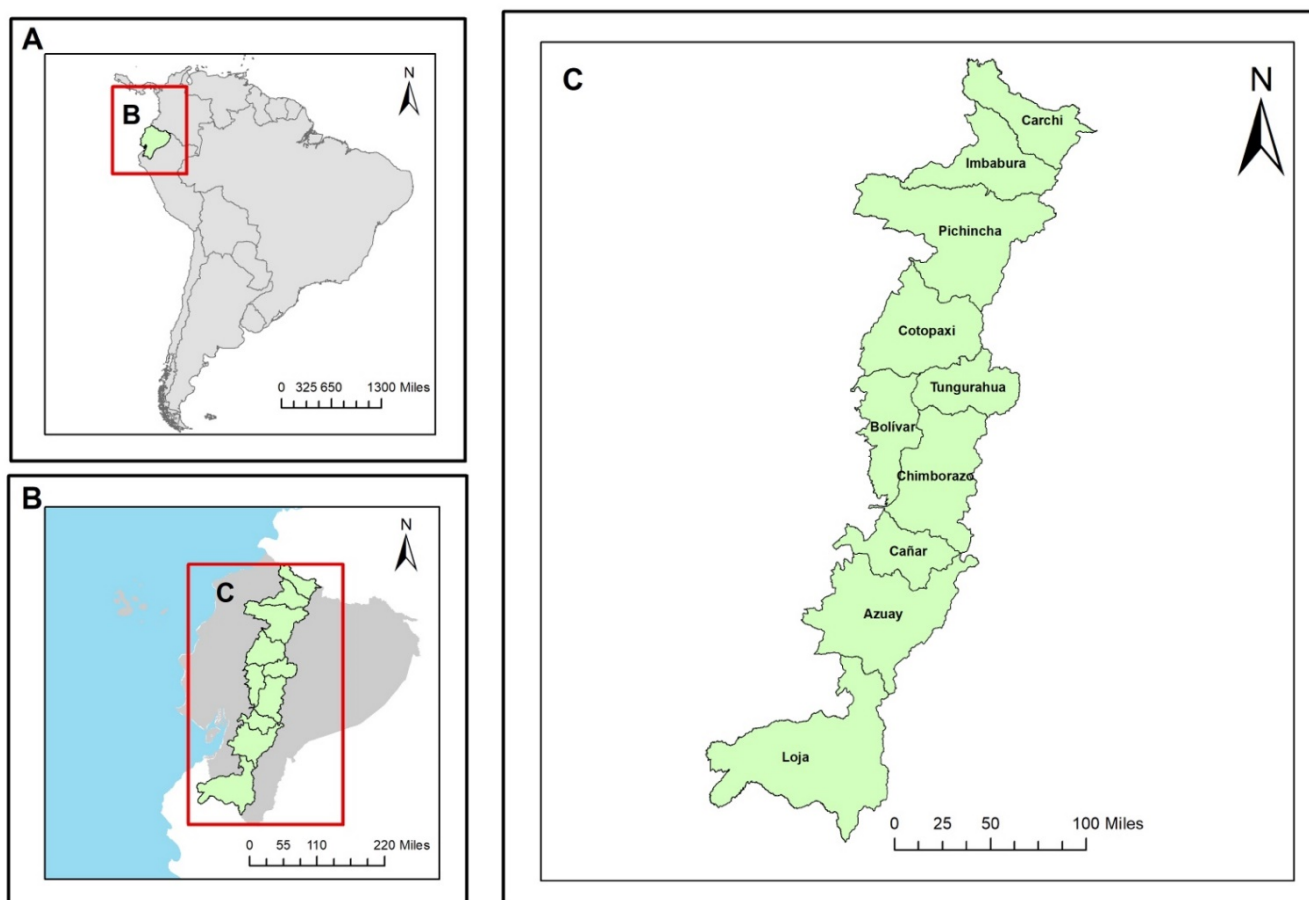 A
N
B
0 325 650 1300 Miles
B
N
C
0 55 110 220 Miles
C
N
Carchi
Imbabura
Pichincha
Cotopaxi
Tungurahua
Bolívar
Chimborazo
Cañar
Azuay
Loja
0 25 50 100 Miles